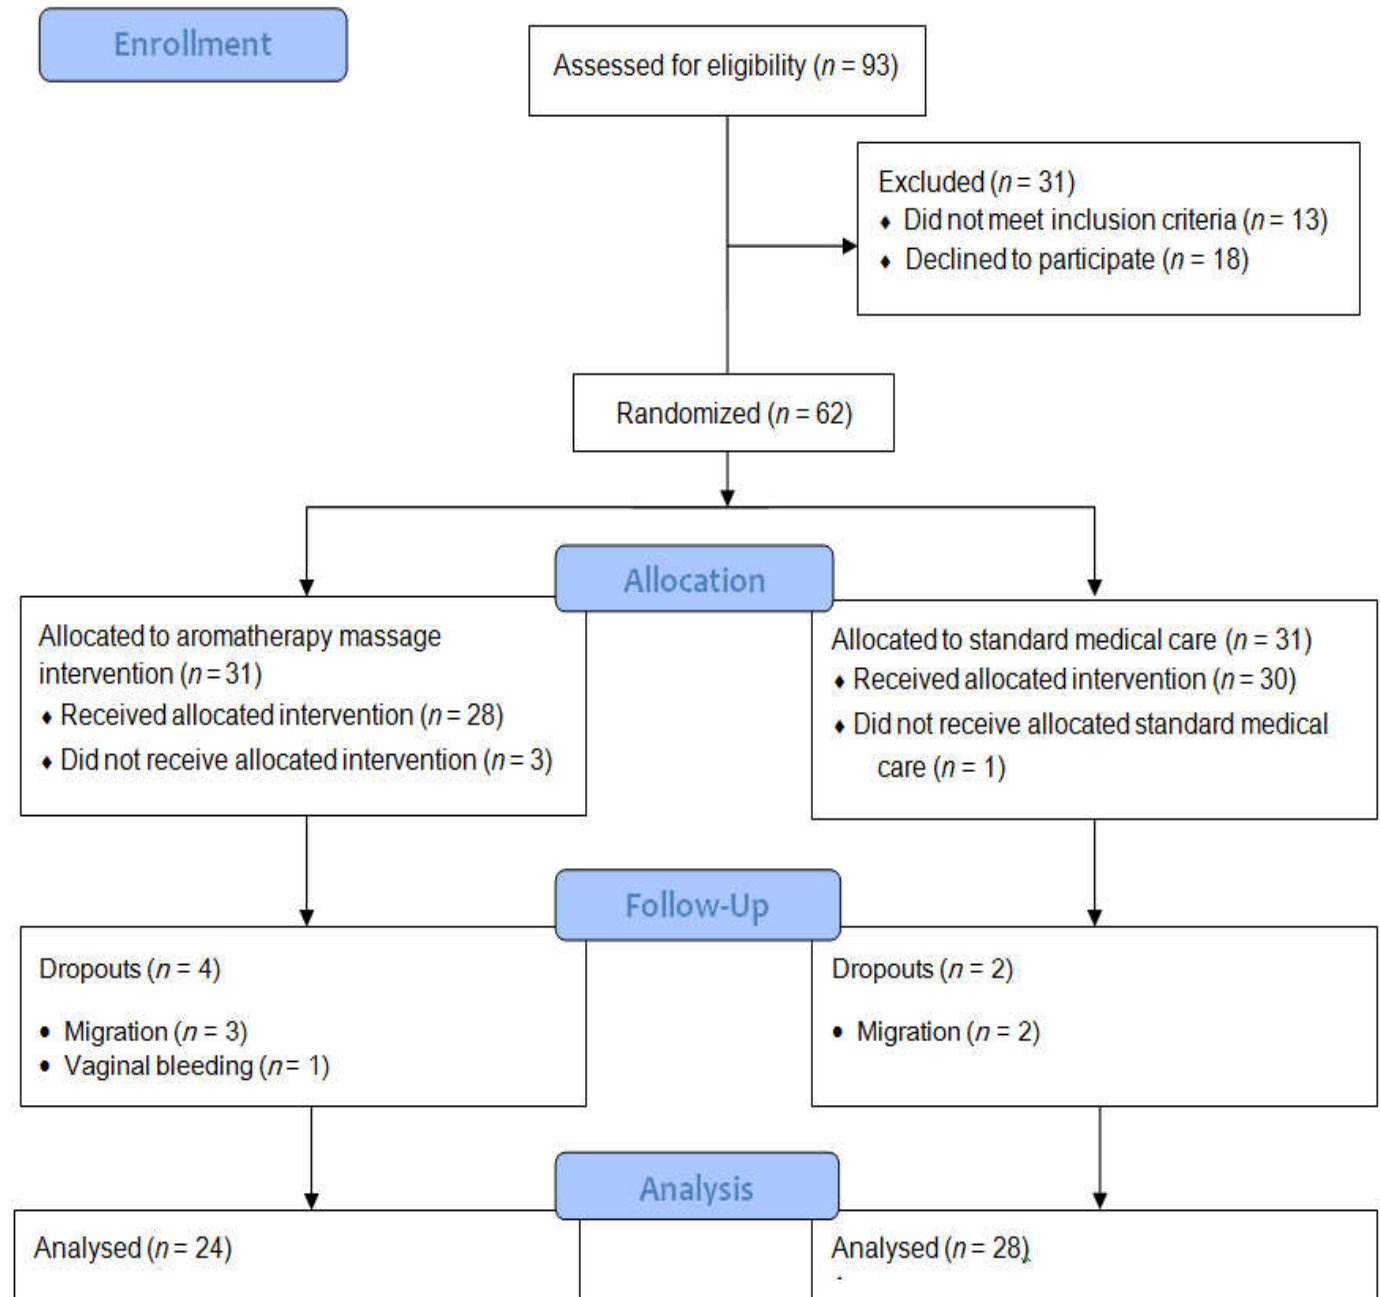 Enrollment
Assessed for eligibility (n = 93)
Excluded (n = 31)
♦ Did not meet inclusion criteria (n = 13)
♦ Declined to participate (n = 18)
Randomized (n = 62)
Allocation
Allocated to aromatherapy massage
intervention (n = 31)
♦ Received allocated intervention (n = 28)
♦ Did not receive allocated intervention (n = 3)
Allocated to standard medical care (n = 31)
♦ Received allocated intervention (n = 30)
♦ Did not receive allocated standard medical
care (n = 1)
Follow-Up
Dropouts (n = 4)
• Migration (n = 3)
• Vaginal bleeding (n = 1)
Dropouts (n = 2)
• Migration (n = 2)
Analysis
Analysed (n = 24)
Analysed (n = 28)